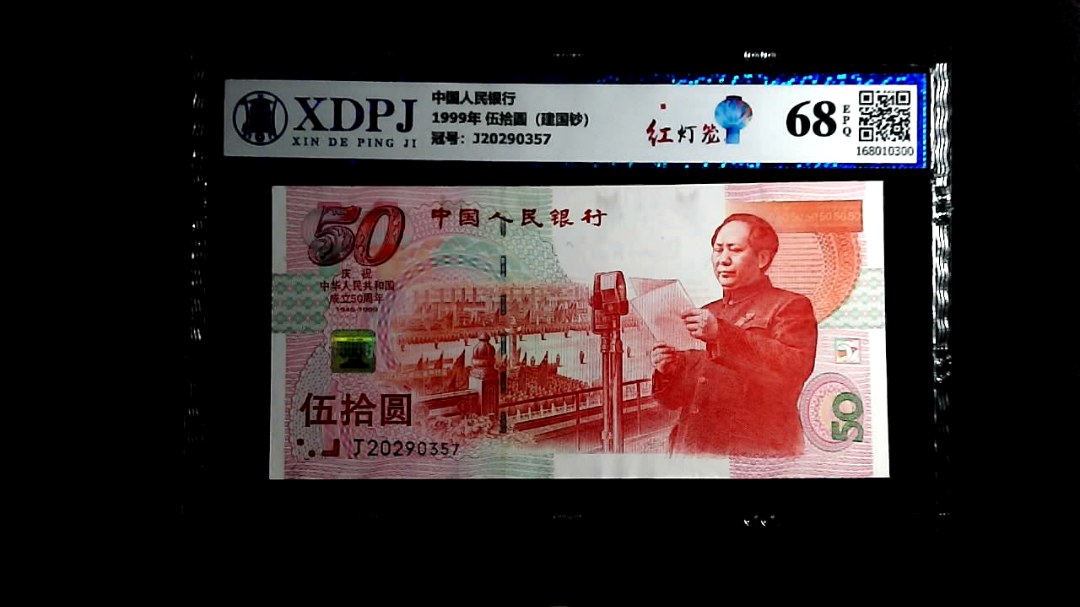 XDPJ
XIN DE PING JI
中国人民银行
1999年 伍拾圆（建国钞）
冠号：J20290357
红灯笼
68
EPQ
168010300
50
中国人民银行
庆祝
中华人民共和国
成立50周年
1949-1999
伍拾圆
J20290357
50